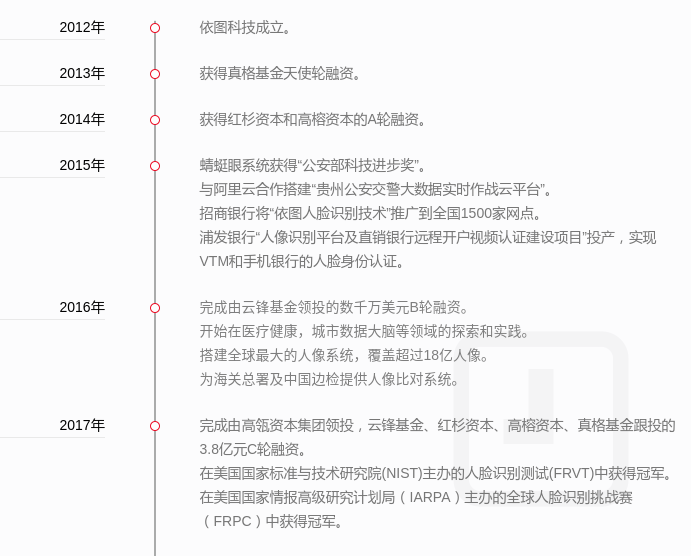 2012年
依图科技成立。
2013年
获得真格基金天使轮融资。
2014年
获得红杉资本和高榕资本的A轮融资。
2015年
蜻蜓眼系统获得“公安部科技进步奖”。
与阿里云合作搭建“贵州公安交警大数据实时作战云平台”。
招商银行将“依图人脸识别技术”推广到全国1500家网点。
浦发银行“人像识别平台及直销银行远程开户视频认证建设项目”投产，实现
VTM和手机银行的人脸身份认证。
2016年
完成由云锋基金领投的数千万美元B轮融资。
开始在医疗健康，城市数据大脑等领域的探索和实践。
搭建全球最大的人像系统，覆盖超过18亿人像。
为海关总署及中国边检提供人像比对系统。
2017年
完成由高瓴资本集团领投，云锋基金、红杉资本、高榕资本、真格基金跟投的
3.8亿元C轮融资。
在美国国家标准与技术研究院(NIST)主办的人脸识别测试(FRVT)中获得冠军。
在美国国家情报高级研究计划局（IARPA）主办的全球人脸识别挑战赛
（FRPC）中获得冠军。